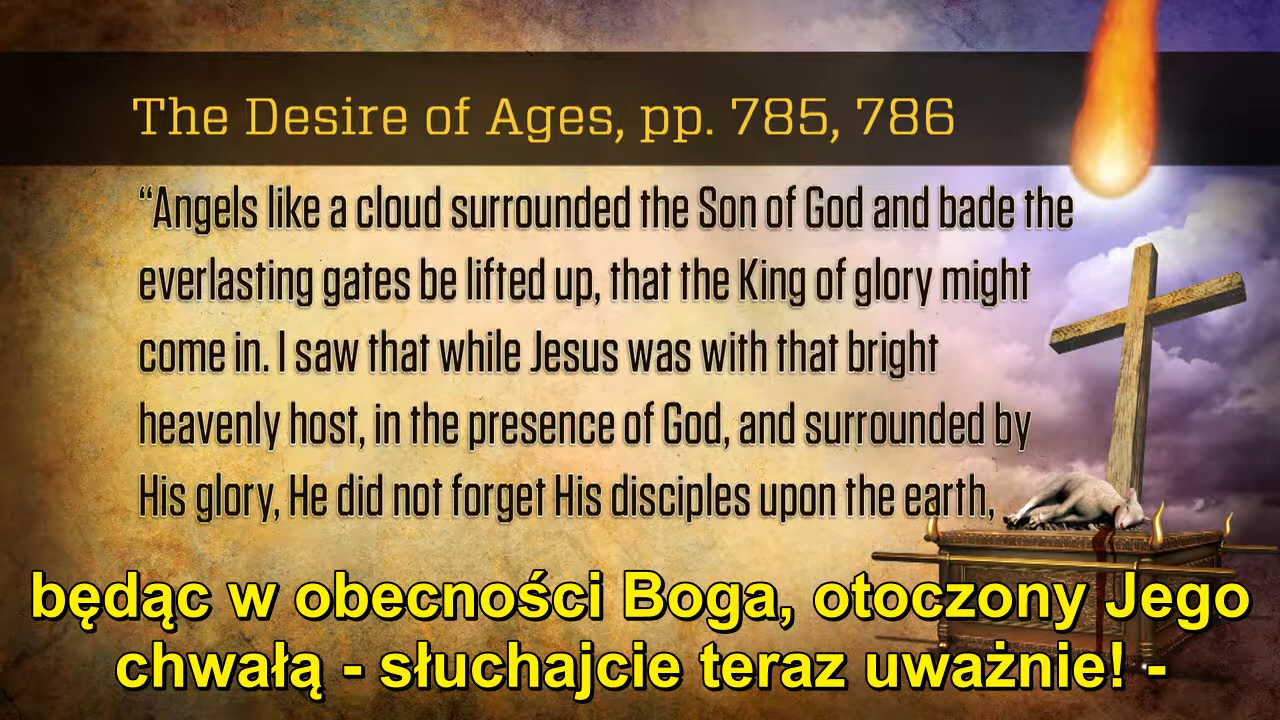 The Desire of Ages, pp. 785, 786
“Angels like a cloud surrounded the Son of God and bade the
everlasting gates be lifted up, that the King of glory might
come in. I saw that while Jesus was with that bright
heavenly host, in the presence of God, and surrounded by
His glory, He did not forget His disciples upon the earth,
będąc w obecności Boga, otoczony Jego
chwałą - słuchajcie teraz uważnie! -